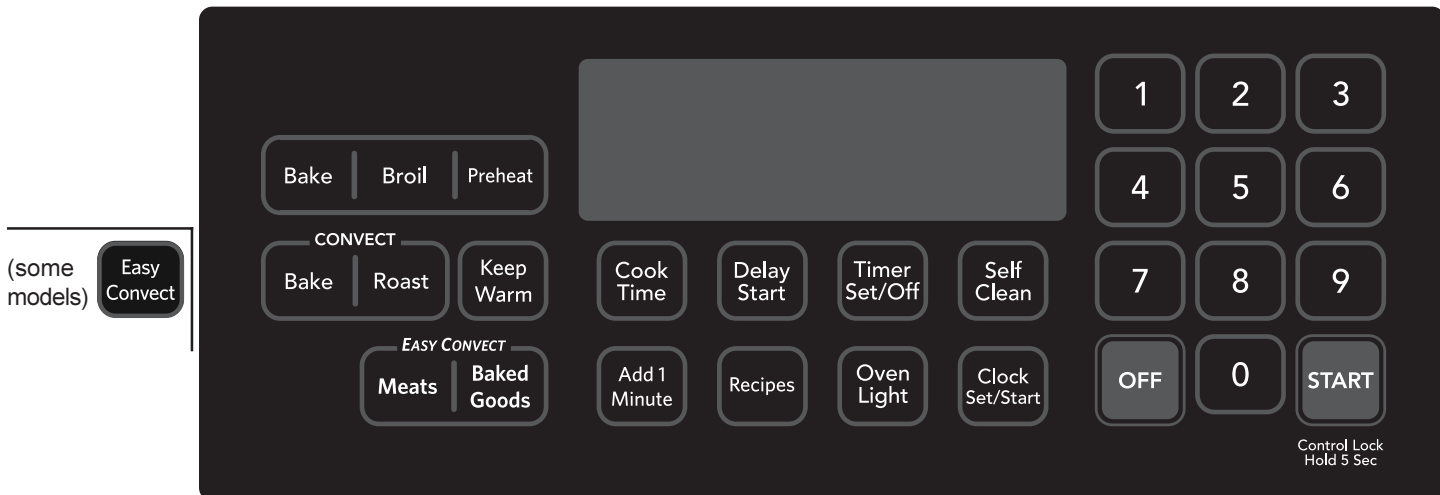 (some
models)
Easy
Convect
Bake
Broil
Preheat
CONVECT
Bake
Roast
Keep
Warm
EASY CONVECT
Meats
Baked
Goods
Cook
Time
Delay
Start
Timer
Set/Off
Self
Clean
Add 1
Minute
Recipes
Oven
Light
Clock
Set/Start
1
2
3
4
5
6
7
8
9
OFF
0
START
Control Lock
Hold 5 Sec